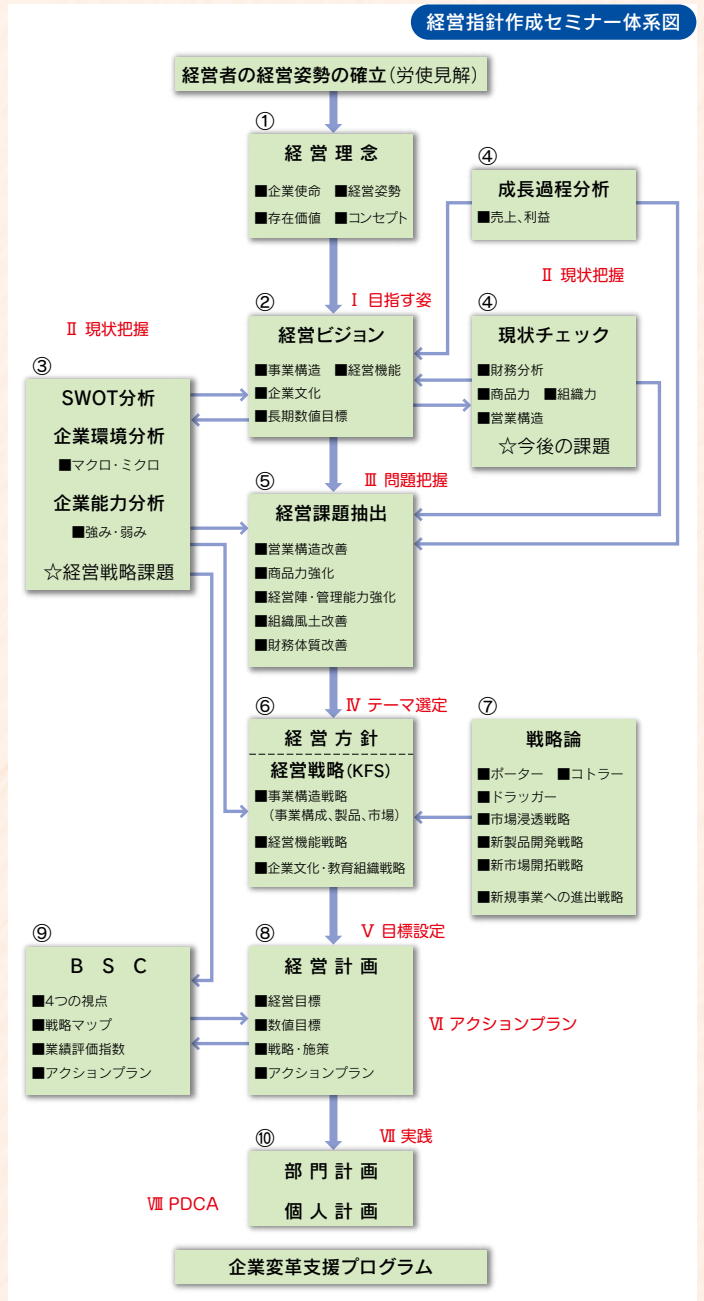 経営指針作成セミナー体系図
経営者の経営姿勢の確立(労使見解)
①
経営理念
■企業使命 ■経営姿勢
■存在価値 ■コンセプト
④
成長過程分析
■売上、利益
Ⅰ 目指す姿
Ⅱ 現状把握
②
経営ビジョン
■事業構造 ■経営機能
■企業文化
■長期数値目標
④
現状チェック
■財務分析
■商品力 ■組織力
■営業構造
☆今後の課題
Ⅱ 現状把握
③
SWOT分析
企業環境分析
■マクロ・ミクロ
企業能力分析
■強み・弱み
☆経営戦略課題
Ⅲ 問題把握
⑤
経営課題抽出
■営業構造改善
■商品力強化
■経営陣・管理能力強化
■組織風土改善
■財務体質改善
Ⅳ テーマ選定
⑥
経営方針
経営戦略(KFS)
■事業構造戦略
(事業構成、製品、市場)
■経営機能戦略
■企業文化・教育組織戦略
⑦
戦略論
■ポーター ■コトラー
■ドラッガー
■市場浸透戦略
■新製品開発戦略
■新市場開拓戦略
■新規事業への進出戦略
Ⅴ 目標設定
⑨
B S C
■4つの視点
■戦略マップ
■業績評価指数
■アクションプラン
⑧
経営計画
■経営目標
■数値目標
■戦略・施策
■アクションプラン
Ⅵ アクションプラン
Ⅶ 実践
⑩
部門計画
個人計画
Ⅷ PDCA
企業変革支援プログラム